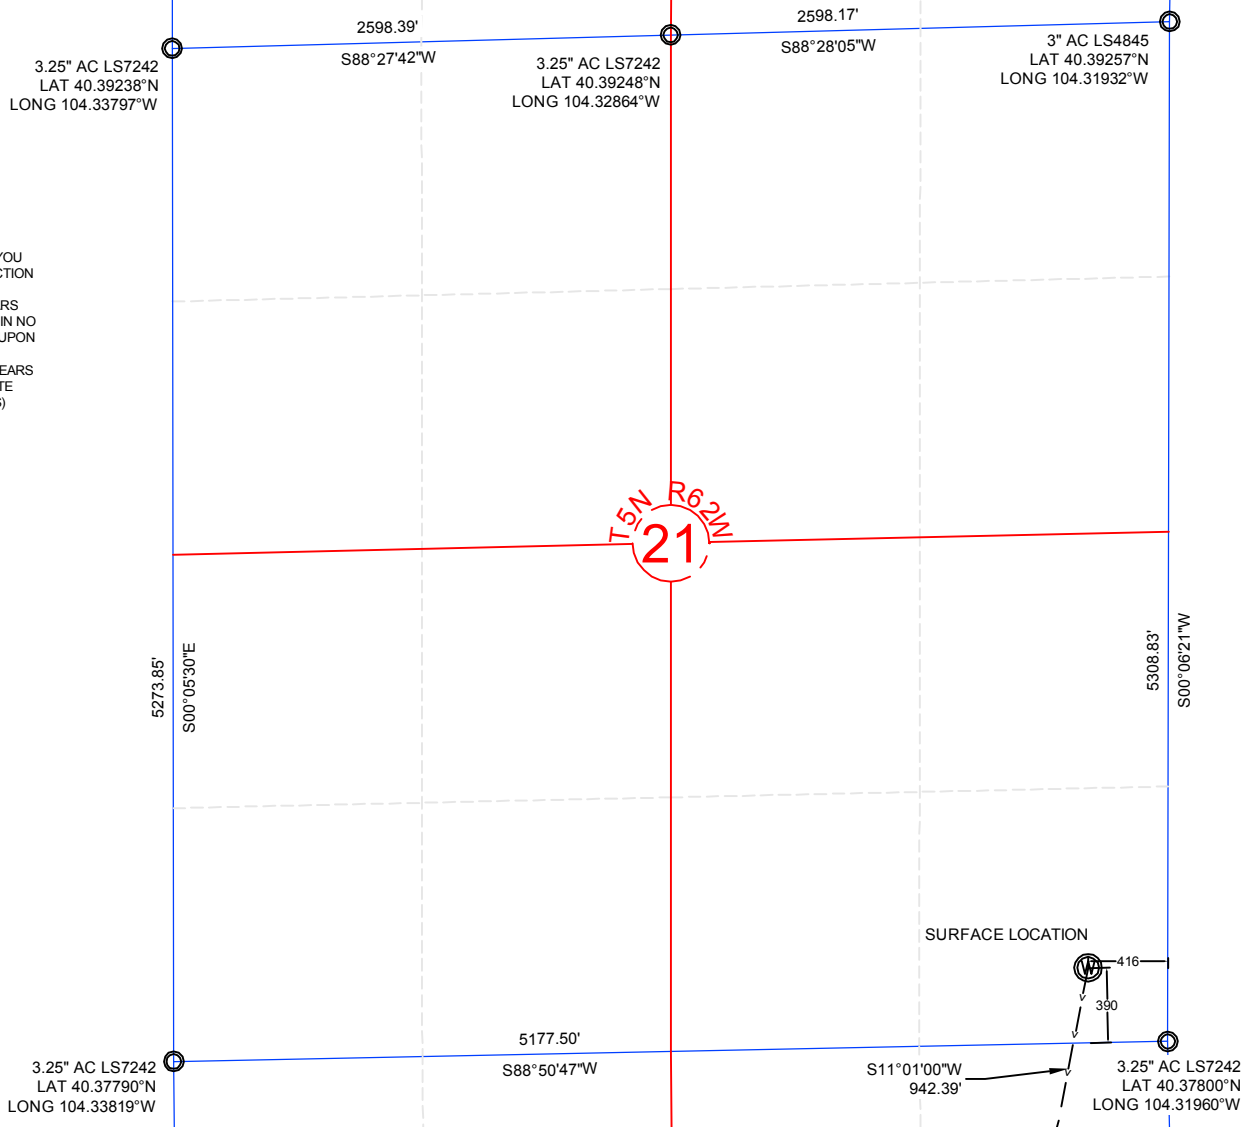 2598.39'
S88°27'42"W
2598.17'
S88°28'05"W
3.25" AC LS7242
LAT 40.39238°N
LONG 104.33797°W
3.25" AC LS7242
LAT 40.39248°N
LONG 104.32864°W
3" AC LS4845
LAT 40.39257°N
LONG 104.31932°W
YOU
CTION
RS
IN NO
UPON
EARS
TE
S)
T5N R62W
21
5273.85'
S00°05'30"E
5308.83'
S00°06'21"W
SURFACE LOCATION
W
416
390
5177.50'
S88°50'47"W
S11°01'00"W
942.39'
3.25" AC LS7242
LAT 40.37790°N
LONG 104.33819°W
3.25" AC LS7242
LAT 40.37800°N
LONG 104.31960°W